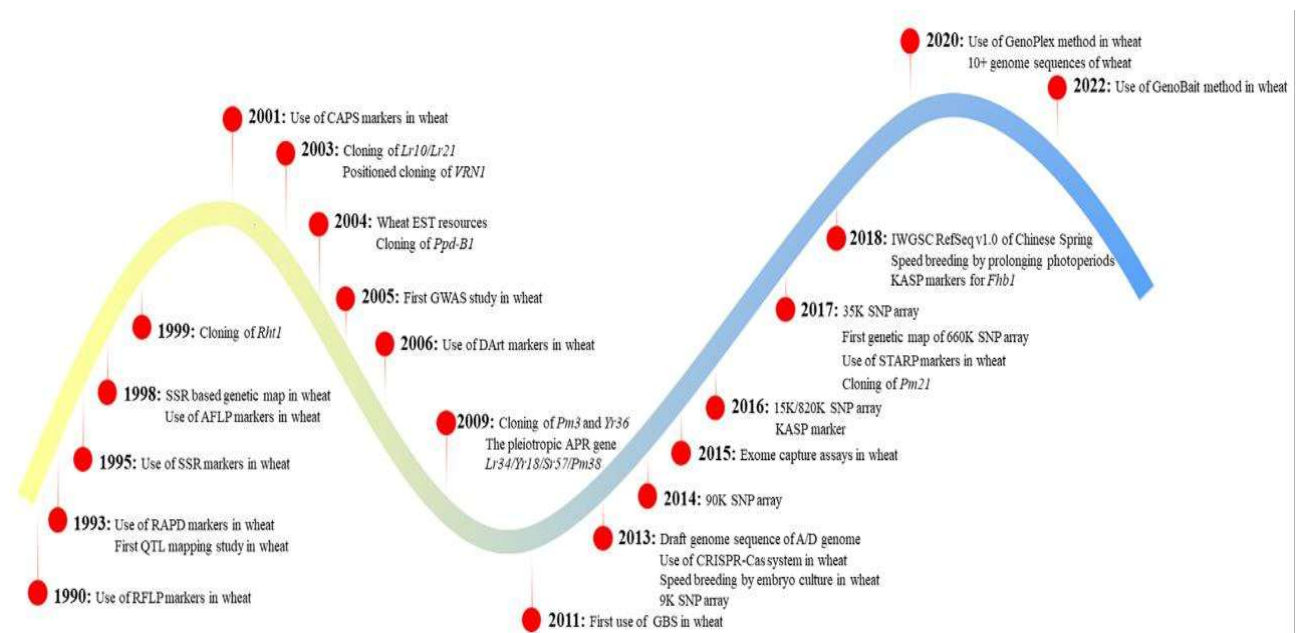 1990: Use of RFLP markers in wheat
1993: Use of RAPD markers in wheat
First QTL mapping study in wheat
1995: Use of SSR markers in wheat
1998: SSR based genetic map in wheat
Use of AFLP markers in wheat
1999: Cloning of Rht1
2001: Use of CAPS markers in wheat
2003: Cloning of Lr10/Lr21
Positioned cloning of VRN1
2004: Wheat EST resources
Cloning of Ppd-B1
2005: First GWAS study in wheat
2006: Use of DArt markers in wheat
2009: Cloning of Pm3 and Yr36
The pleiotropic APR gene
Lr34/Yr18/Sr57/Pm38
2011: First use of GBS in wheat
2013: Draft genome sequence of A/D genome
Use of CRISPR-Cas system in wheat
Speed breeding by embryo culture in wheat
9K SNP array
2014: 90K SNP array
2015: Exome capture assays in wheat
2016: 15K/820K SNP array
KASP marker
2017: 35K SNP array
First genetic map of 660K SNP array
Use of STARP markers in wheat
Cloning of Pm21
2018: IWGSC RefSeq v1.0 of Chinese Spring
Speed breeding by prolonging photoperiods
KASP markers for Fhb1
2020: Use of GenoPlex method in wheat
10+ genome sequences of wheat
2022: Use of GenoBait method in wheat